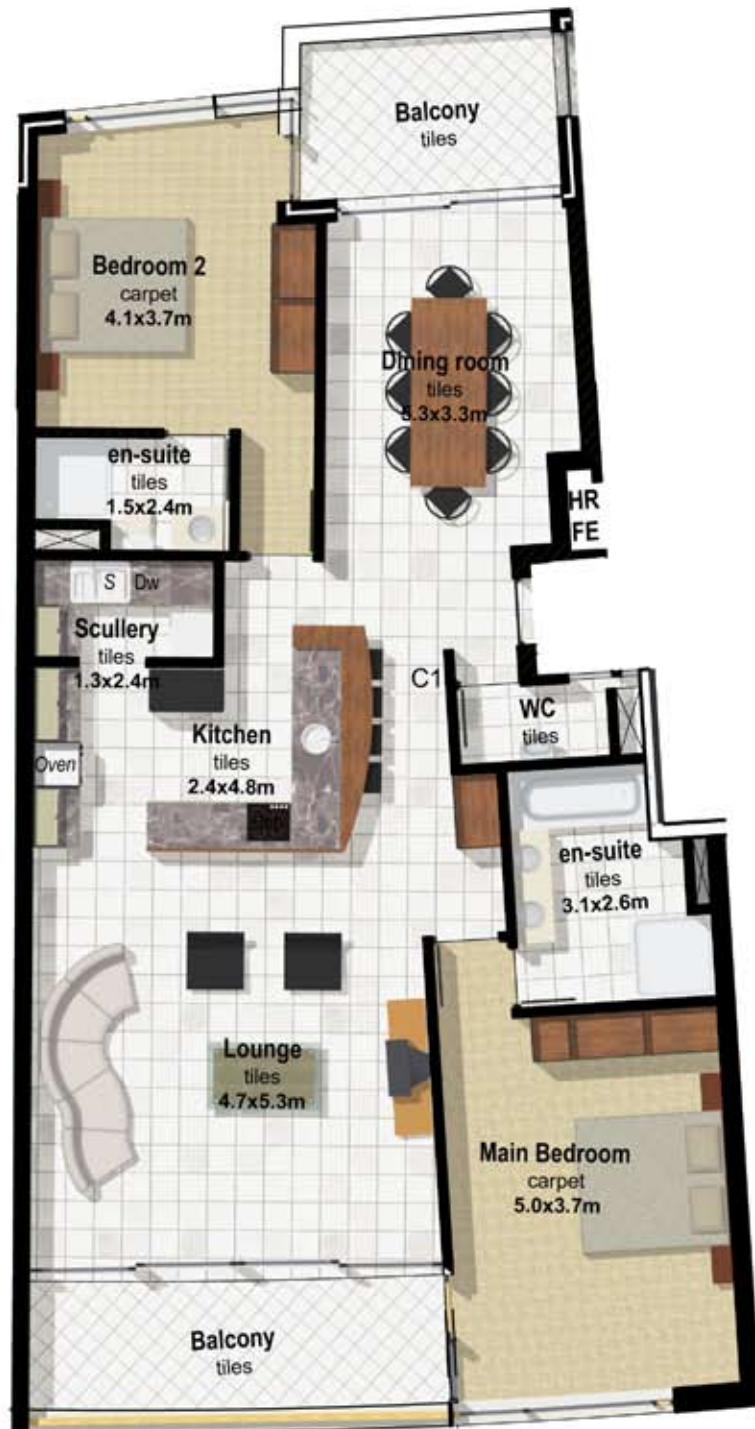 Balcony
tiles
Bedroom 2
carpet
4.1x3.7m
Dining room
tiles
5.3x3.3m
en-suite
tiles
1.5x2.4m
HR
FE
S Dw
Scullery
tiles
1.3x2.4m
C1
WC
tiles
Kitchen
tiles
2.4x4.8m
Oven
en-suite
tiles
3.1x2.6m
Lounge
tiles
4.7x5.3m
Main Bedroom
carpet
5.0x3.7m
Balcony
tiles